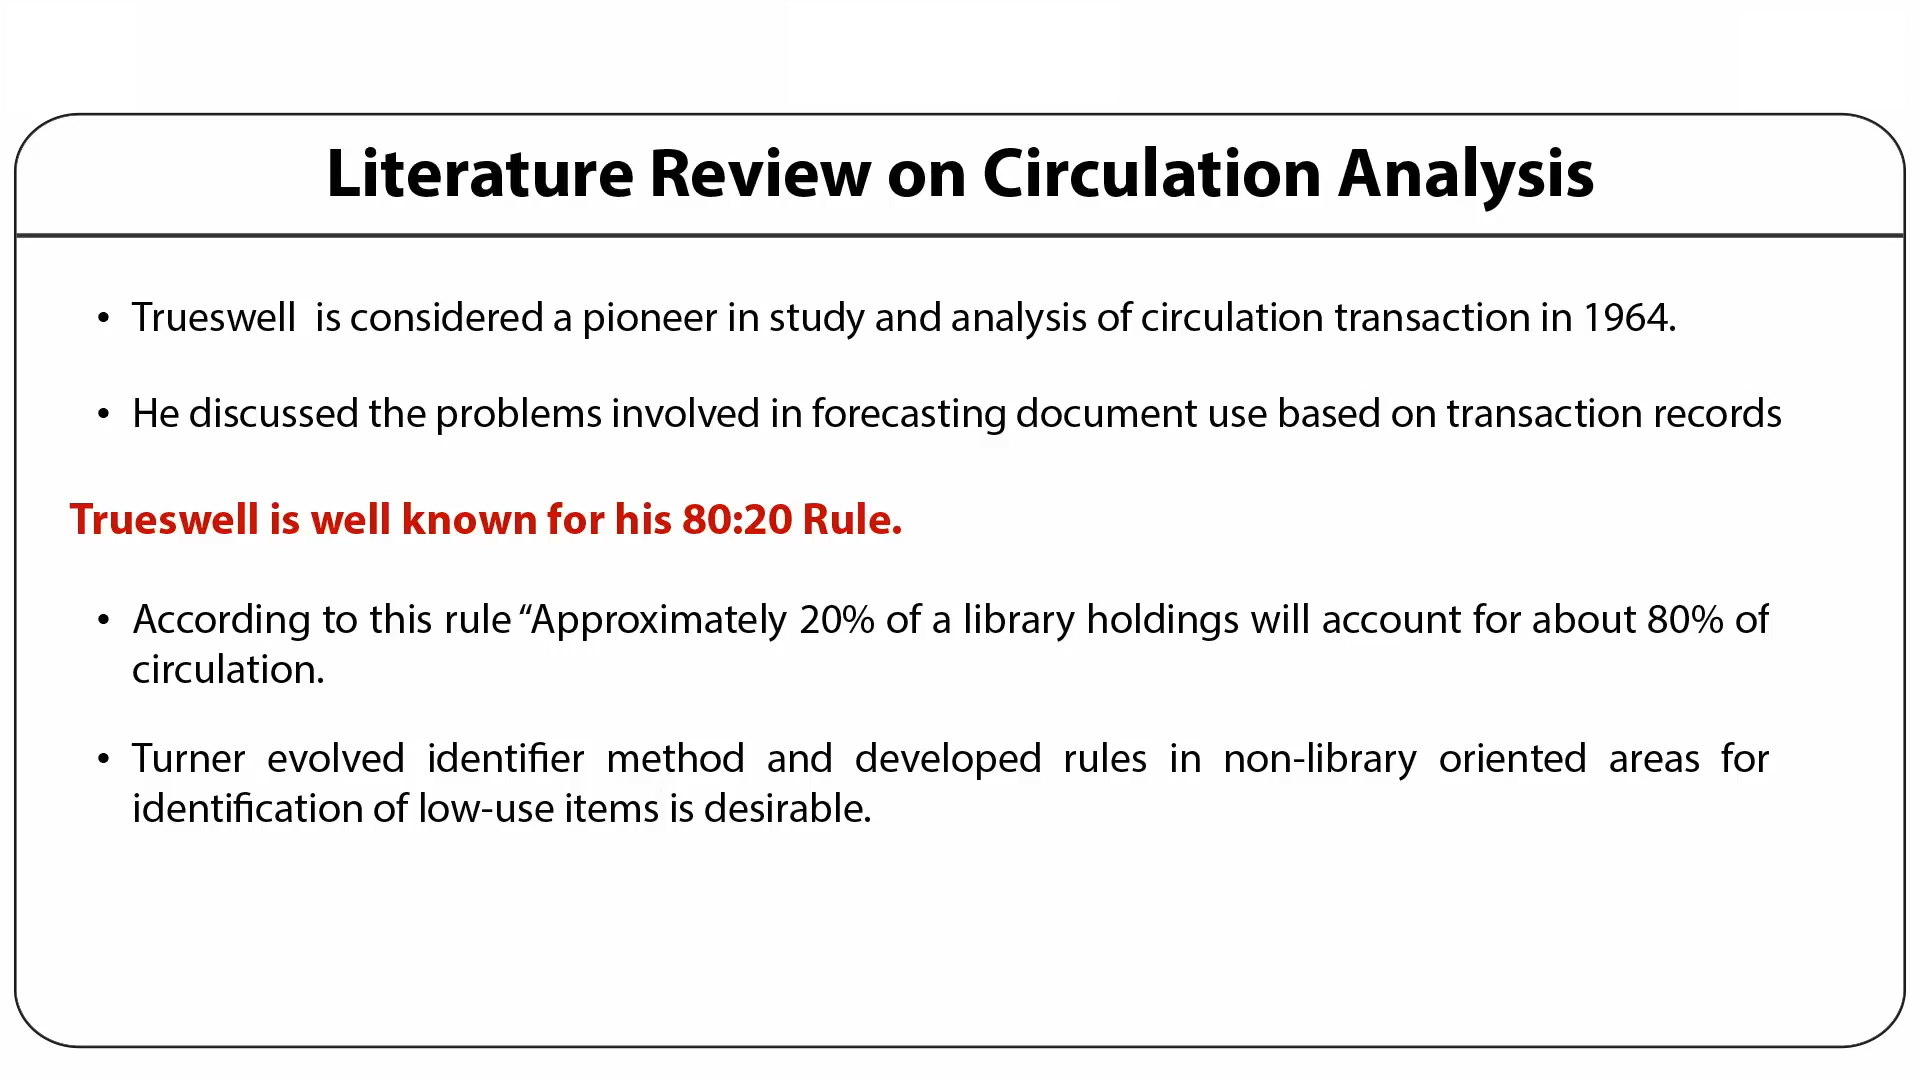 Literature Review on Circulation Analysis
• Trueswell  is considered a pioneer in study and analysis of circulation transaction in 1964.
• He discussed the problems involved in forecasting document use based on transaction records
Trueswell is well known for his 80:20 Rule.
• According to this rule “Approximately 20% of a library holdings will account for about 80% of
circulation.
• Turner evolved identifier method and developed rules in non-library oriented areas for
identification of low-use items is desirable.